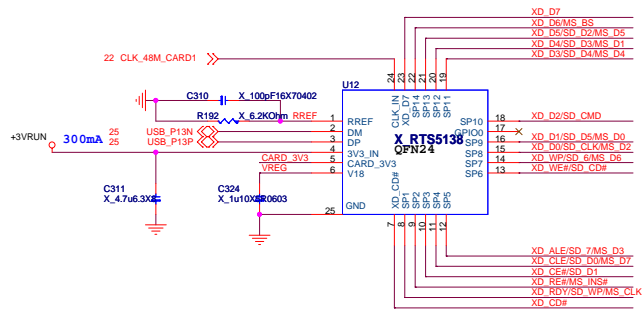 XD_D7
XD_D6/MS_BS
XD_D5/SD_D2/MS_D5
XD_D4/SD_D3/MS_D1
XD_D3/SD_D4/MS_D4
22 CLK_48M_CARD1
24 23 22 21 20 19
U12
CLK_IN XD_D7 SP14 SP13 SP12 SP11
C310 X_100pF16X70402
R192 X_6.2KOhm RREF
+3VRUN 300mA
25 USB_P13N
25 USB_P13P
CARD_3V3
VREG
1 RREF
2 DM
3 DP
4 3V3_IN
5 CARD_3V3
6 V18
25 GND
X_RTS5138
QFN24
SP10 18 XD_D2/SD_CMD
GPIO0 17
SP9 16 XD_D1/SD_D5/MS_D0
SP8 15 XD_D0/SD_CLK/MS_D2
SP7 14 XD_WP/SD_6/MS_D6
SP6 13 XD_WE#/SD_CD#
C311
X_4.7u6.3X
C324
XD_CD# SP1 SP2 SP3 SP4 SP5
7 8 9 10 11 12
XD_ALE/SD_7/MS_D3
XD_CLE/SD_D0/MS_D7
XD_CE#/SD_D1
XD_RE#/MS_INS#
XD_RDY/SD_WP/MS_CLK
XD_CD#